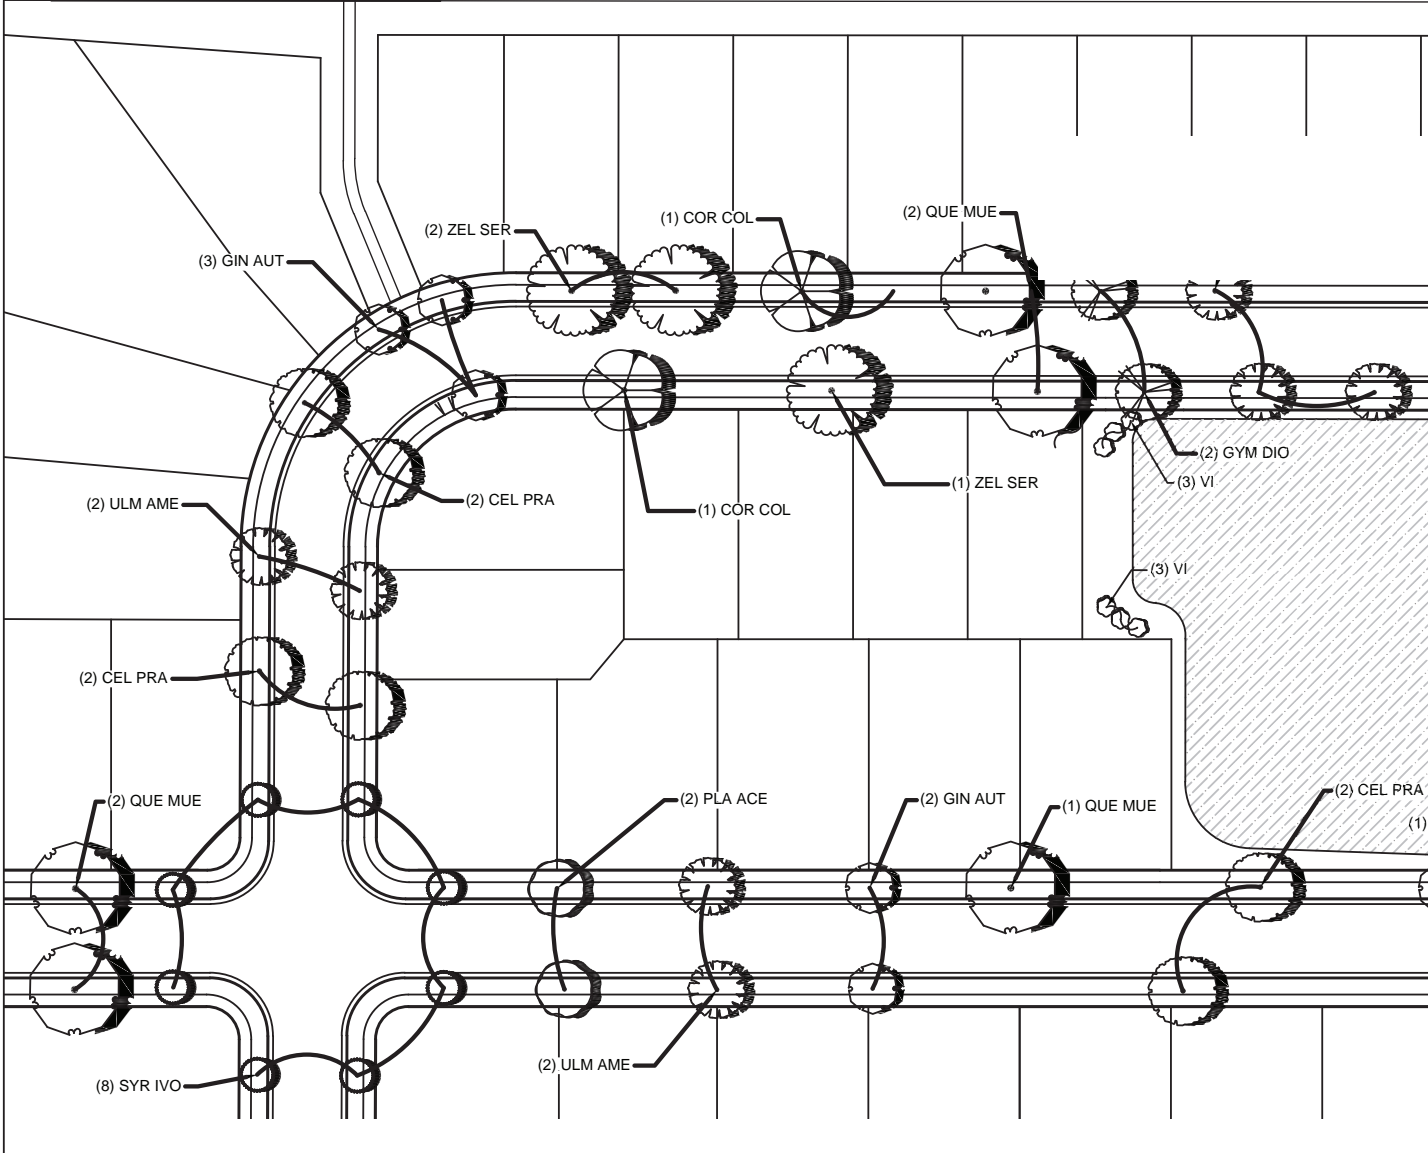 (1) COR COL
(2) QUE MUE
(2) ZEL SER
(3) GIN AUT
(2) GYM DIO
(3) VI
(1) ZEL SER
(2) CEL PRA
(2) ULM AME
(1) COR COL
(3) VI
(2) CEL PRA
(2) QUE MUE
(2) PLA ACE
(2) GIN AUT
(1) QUE MUE
(2) CEL PRA
(1)
(2) ULM AME
(8) SYR IVO